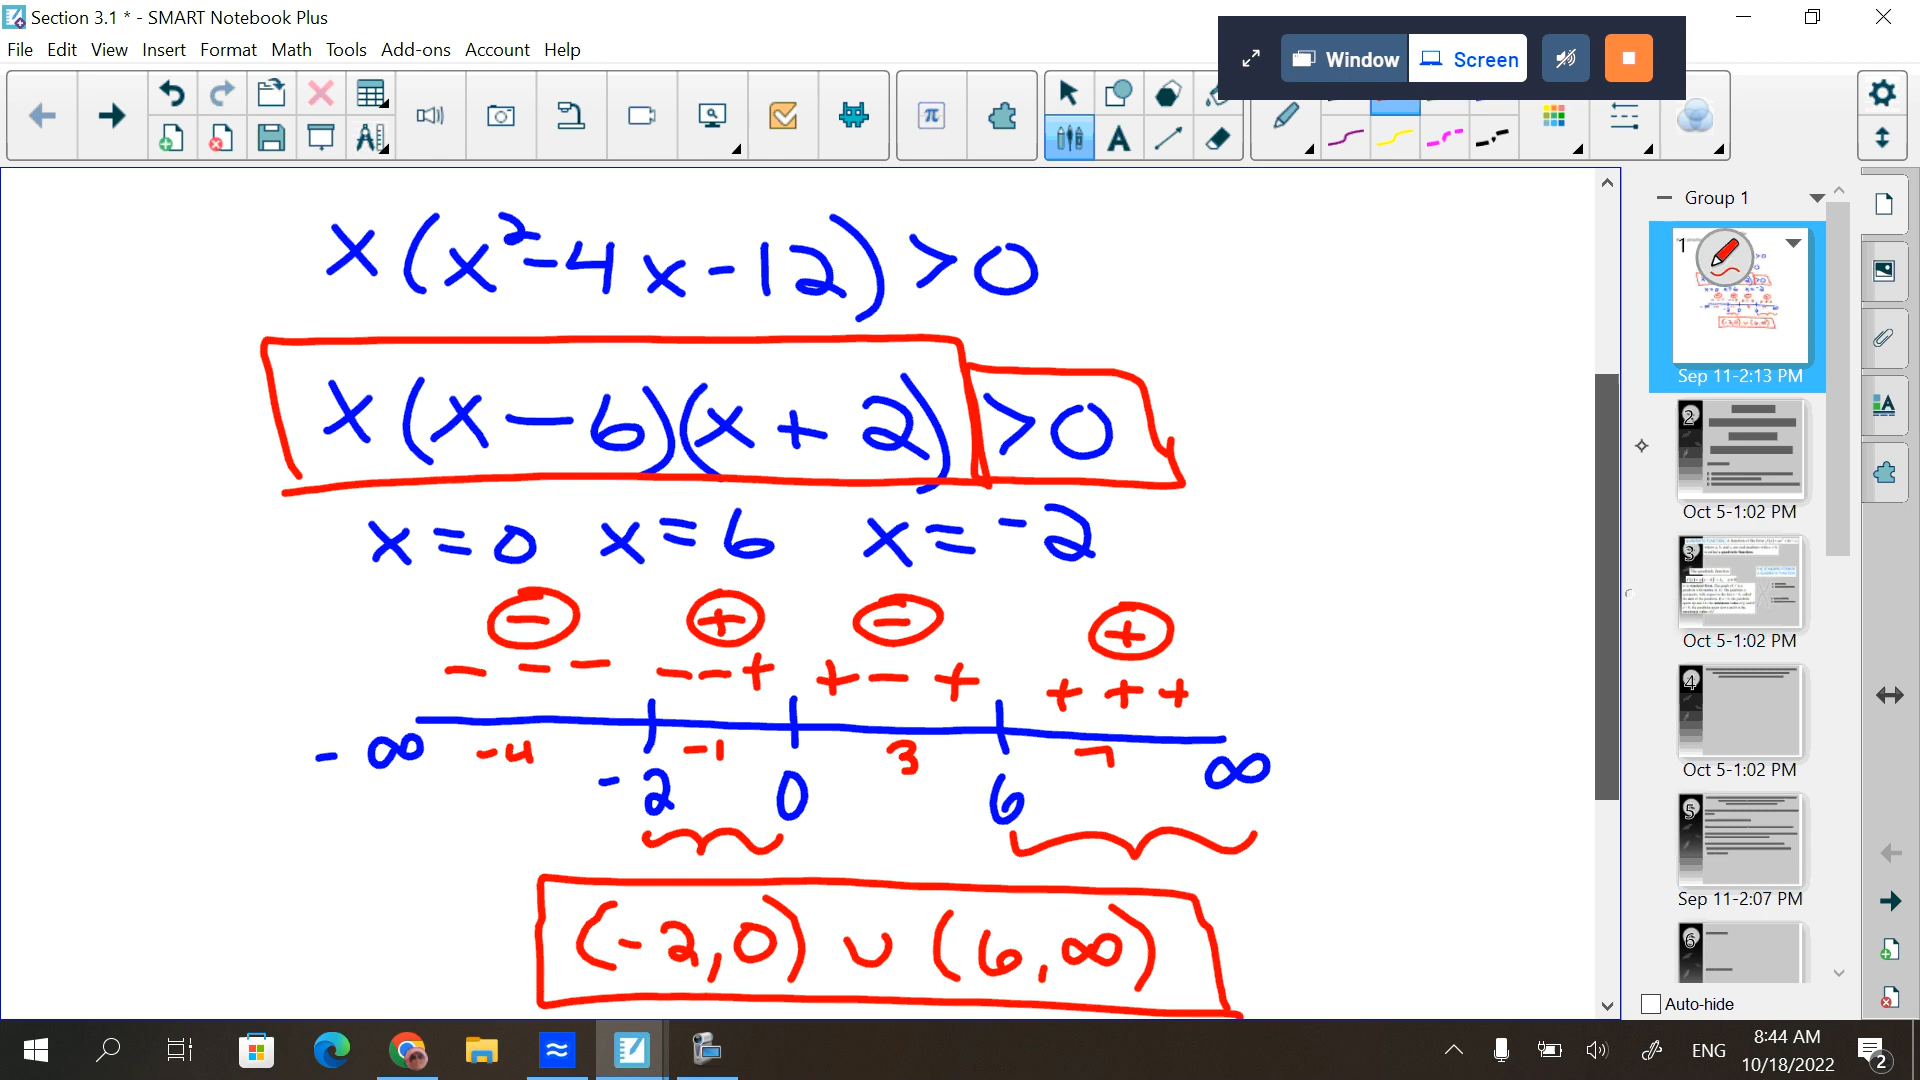 Section 3.1 * - SMART Notebook Plus
File Edit View Insert Format Math Tools Add-ons Account Help
Window Screen
x(x²-4x-12)>0
x(x-6)(x+2)>0
x=0 x=6 x=-2
- + - +
- - - - - + + - + + + +
-∞ -4 -2 -1 0 3 6 7 ∞
(-2,0) ∪ (6,∞)
Group 1
1
Sep 11-2:13 PM
2
Oct 5-1:02 PM
3
Oct 5-1:02 PM
4
Oct 5-1:02 PM
5
Sep 11-2:07 PM
6
Auto-hide
ENG
8:44 AM
10/18/2022
2